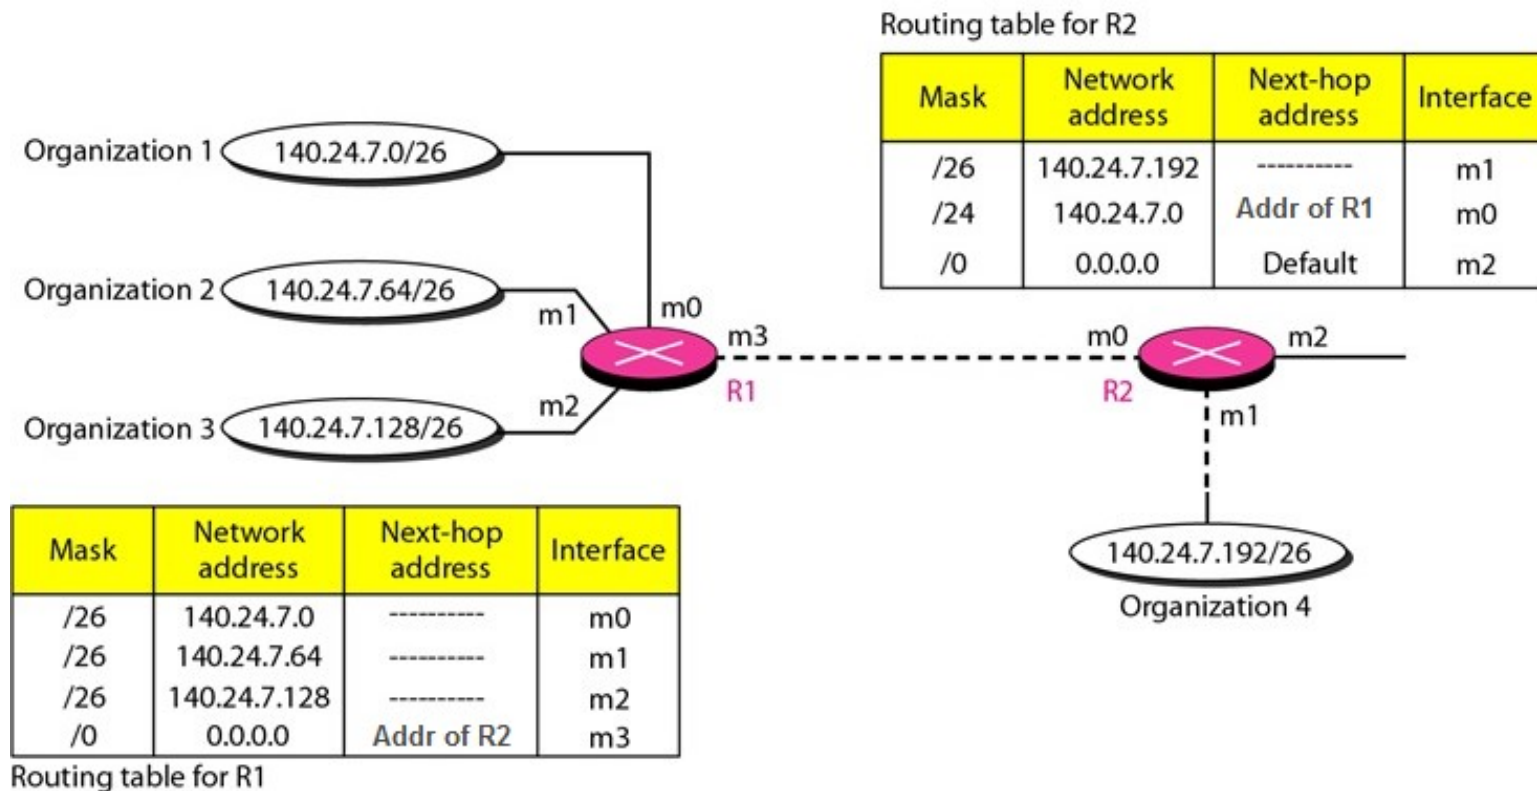 Routing table for R2
Mask Network address Next-hop address Interface
/26 140.24.7.192 ---------- m1
/24 140.24.7.0 Addr of R1 m0
/0 0.0.0.0 Default m2
Organization 1 140.24.7.0/26
Organization 2 140.24.7.64/26
Organization 3 140.24.7.128/26
m1
m0
m2
m3
R1
m0
R2
m2
m1
140.24.7.192/26
Organization 4
Mask Network address Next-hop address Interface
/26 140.24.7.0 ---------- m0
/26 140.24.7.64 ---------- m1
/26 140.24.7.128 ---------- m2
/0 0.0.0.0 Addr of R2 m3
Routing table for R1